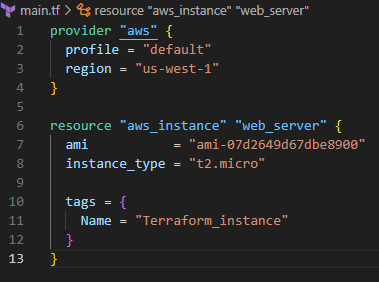 main.tf > resource "aws_instance" "web_server"
1 provider "aws" {
2   profile = "default"
3   region = "us-west-1"
4 }
5
6 resource "aws_instance" "web_server" {
7   ami           = "ami-07d2649d67dbe8900"
8   instance_type = "t2.micro"
9
10   tags = {
11     Name = "Terraform_instance"
12   }
13 }